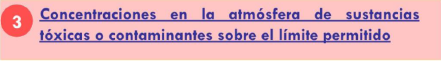 3
Concentraciones en la atmósfera de sustancias
tóxicas o contaminantes sobre el límite permitido